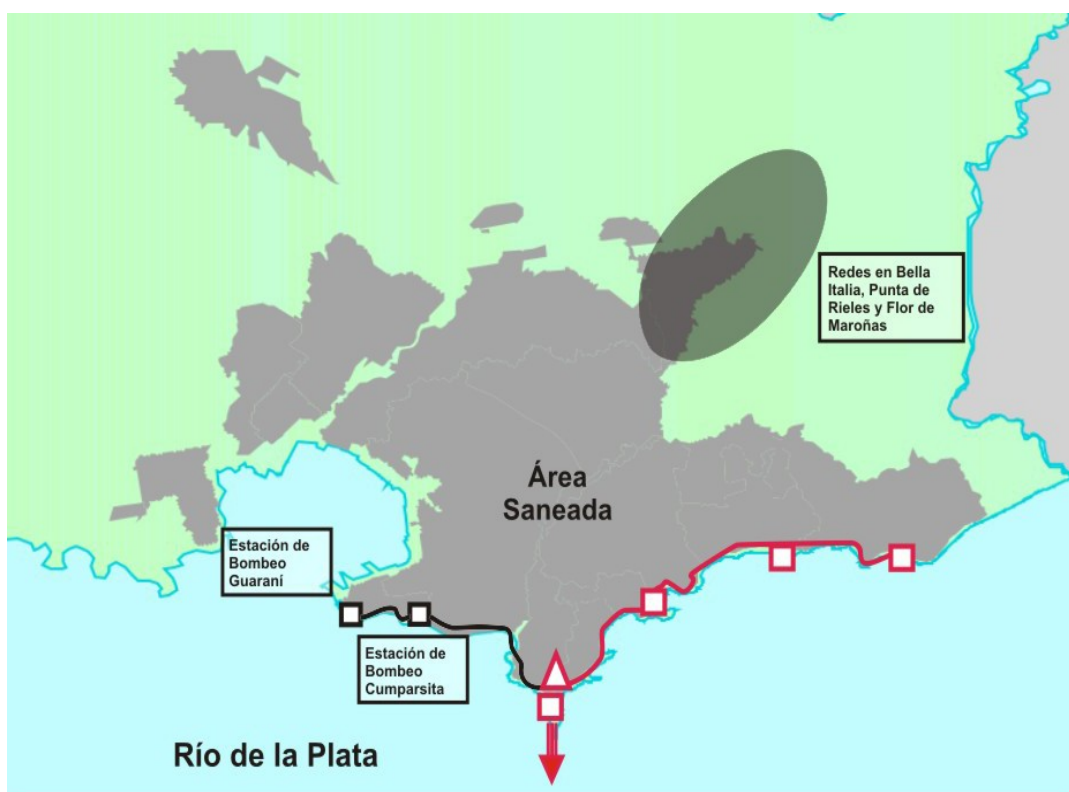 Redes en Bella
Italia, Punta de
Rieles y Flor de
Maroñas
Área
Saneada
Estación de
Bombeo
Guaraní
Estación de
Bombeo
Cumparsita
Río de la Plata